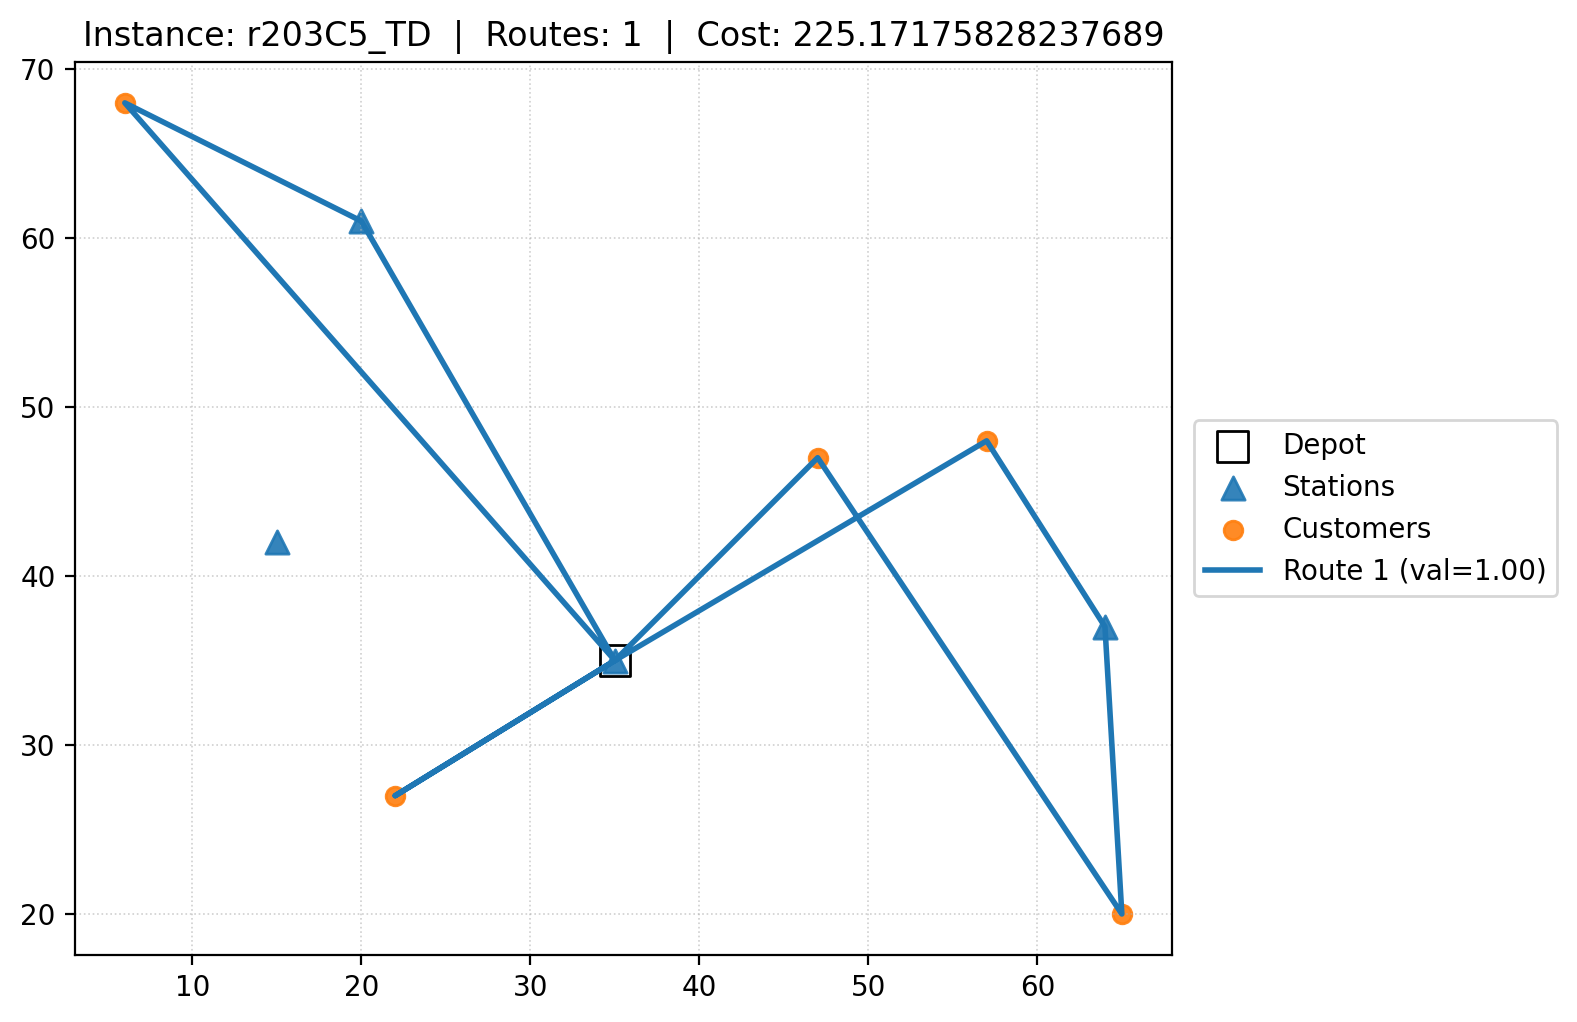 Instance: r203C5_TD  |  Routes: 1  |  Cost: 225.17175828237689
70
60
50
40
30
20
10 20 30 40 50 60
Depot
Stations
Customers
Route 1 (val=1.00)